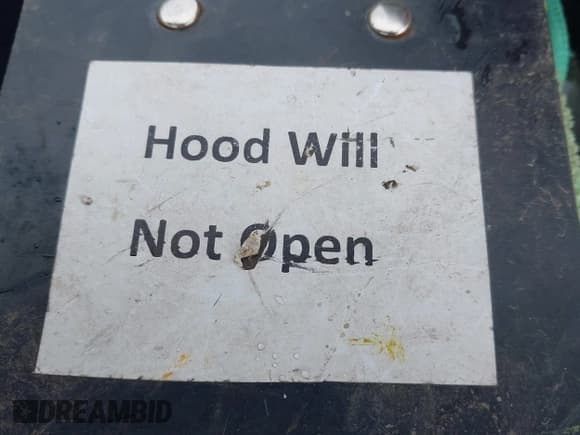 Hood Will
Not Open
DREAMBID